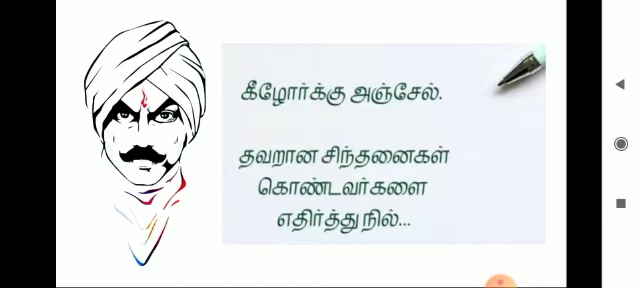 கீழோர்க்கு அஞ்சேல்.
தவறான சிந்தனைகள்
கொண்டவர்களை
எதிர்த்து நில்...